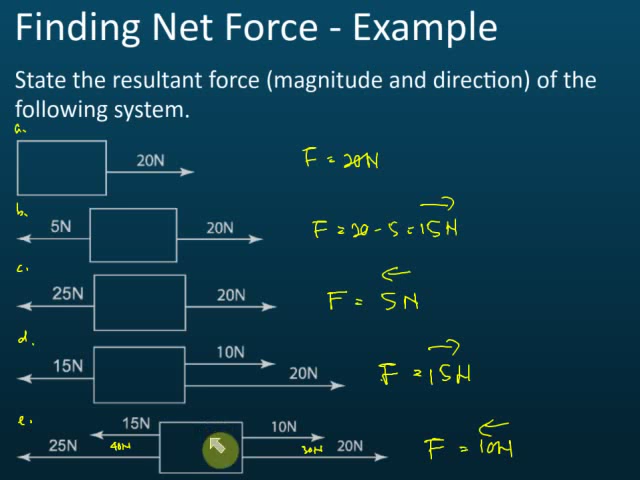 Finding Net Force - Example
State the resultant force (magnitude and direction) of the
following system.
a.
20N
F = 20N
b.
5N
20N
F = 20 - 5 = 15N
c.
25N
20N
F = 5N
d.
15N
10N
20N
F = 15N
e.
15N
10N
25N
40N
30N
20N
F = 10N